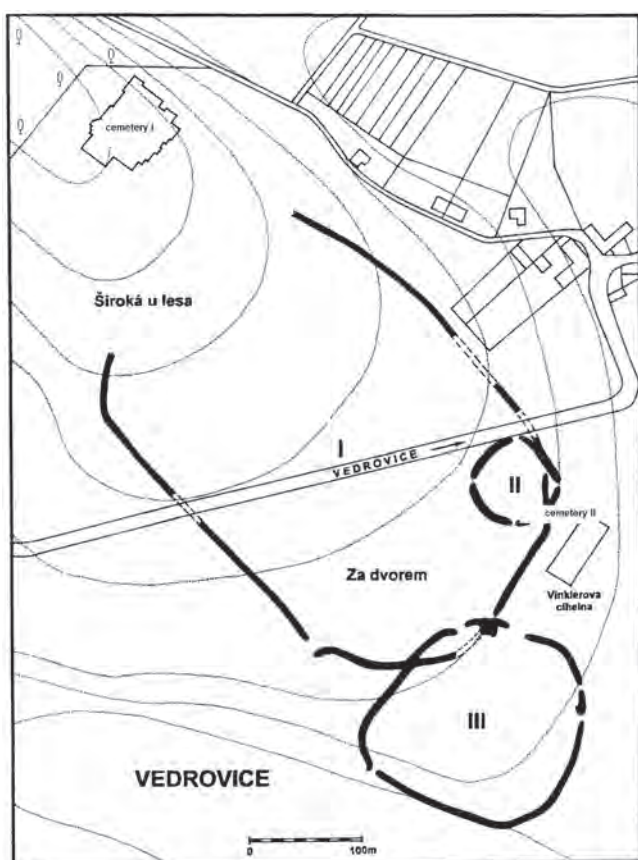 cemetery I
Široká u lesa
I
VEDROVICE
II
cemetery II
Za dvorem
Vinklerova
cihelna
III
VEDROVICE
0
100m